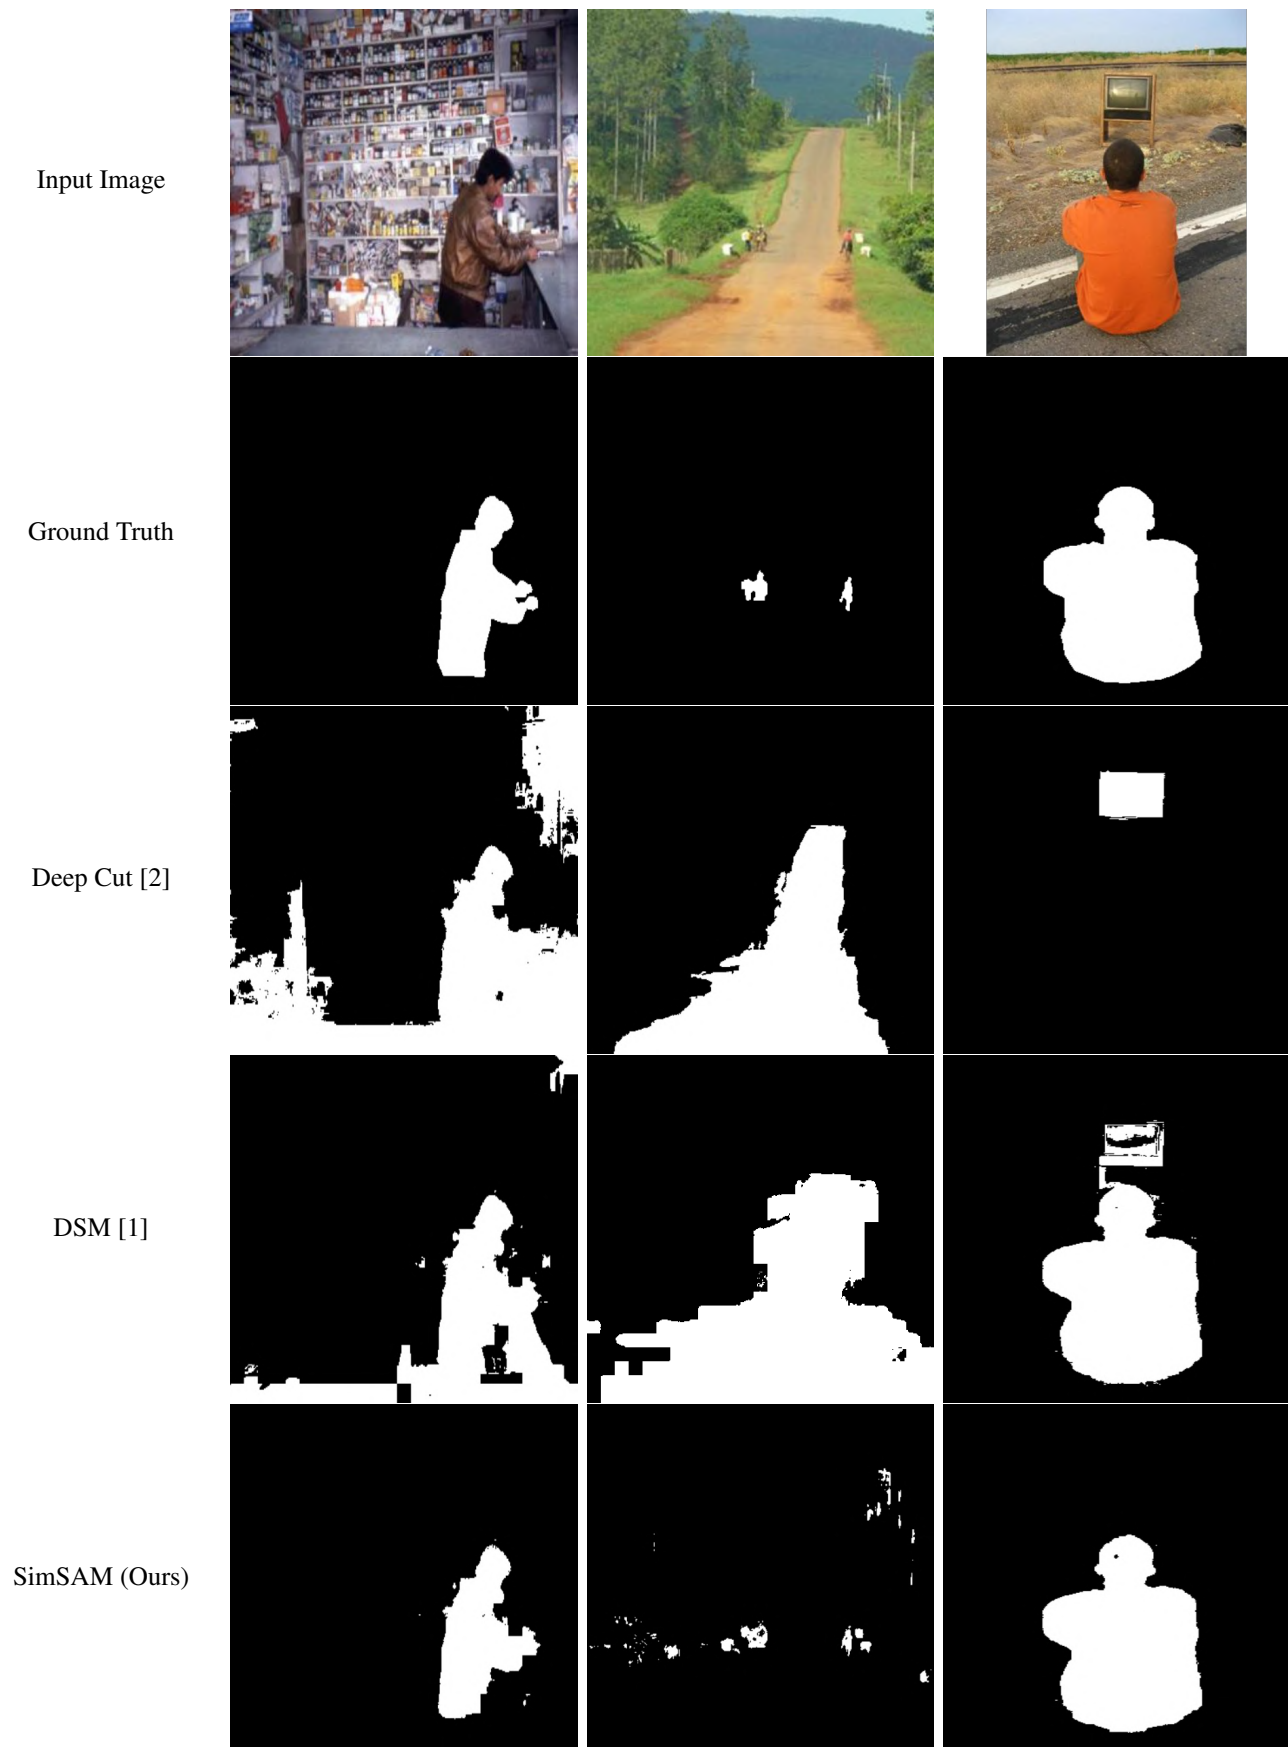 Input Image
Ground Truth
Deep Cut [2]
DSM [1]
SimSAM (Ours)